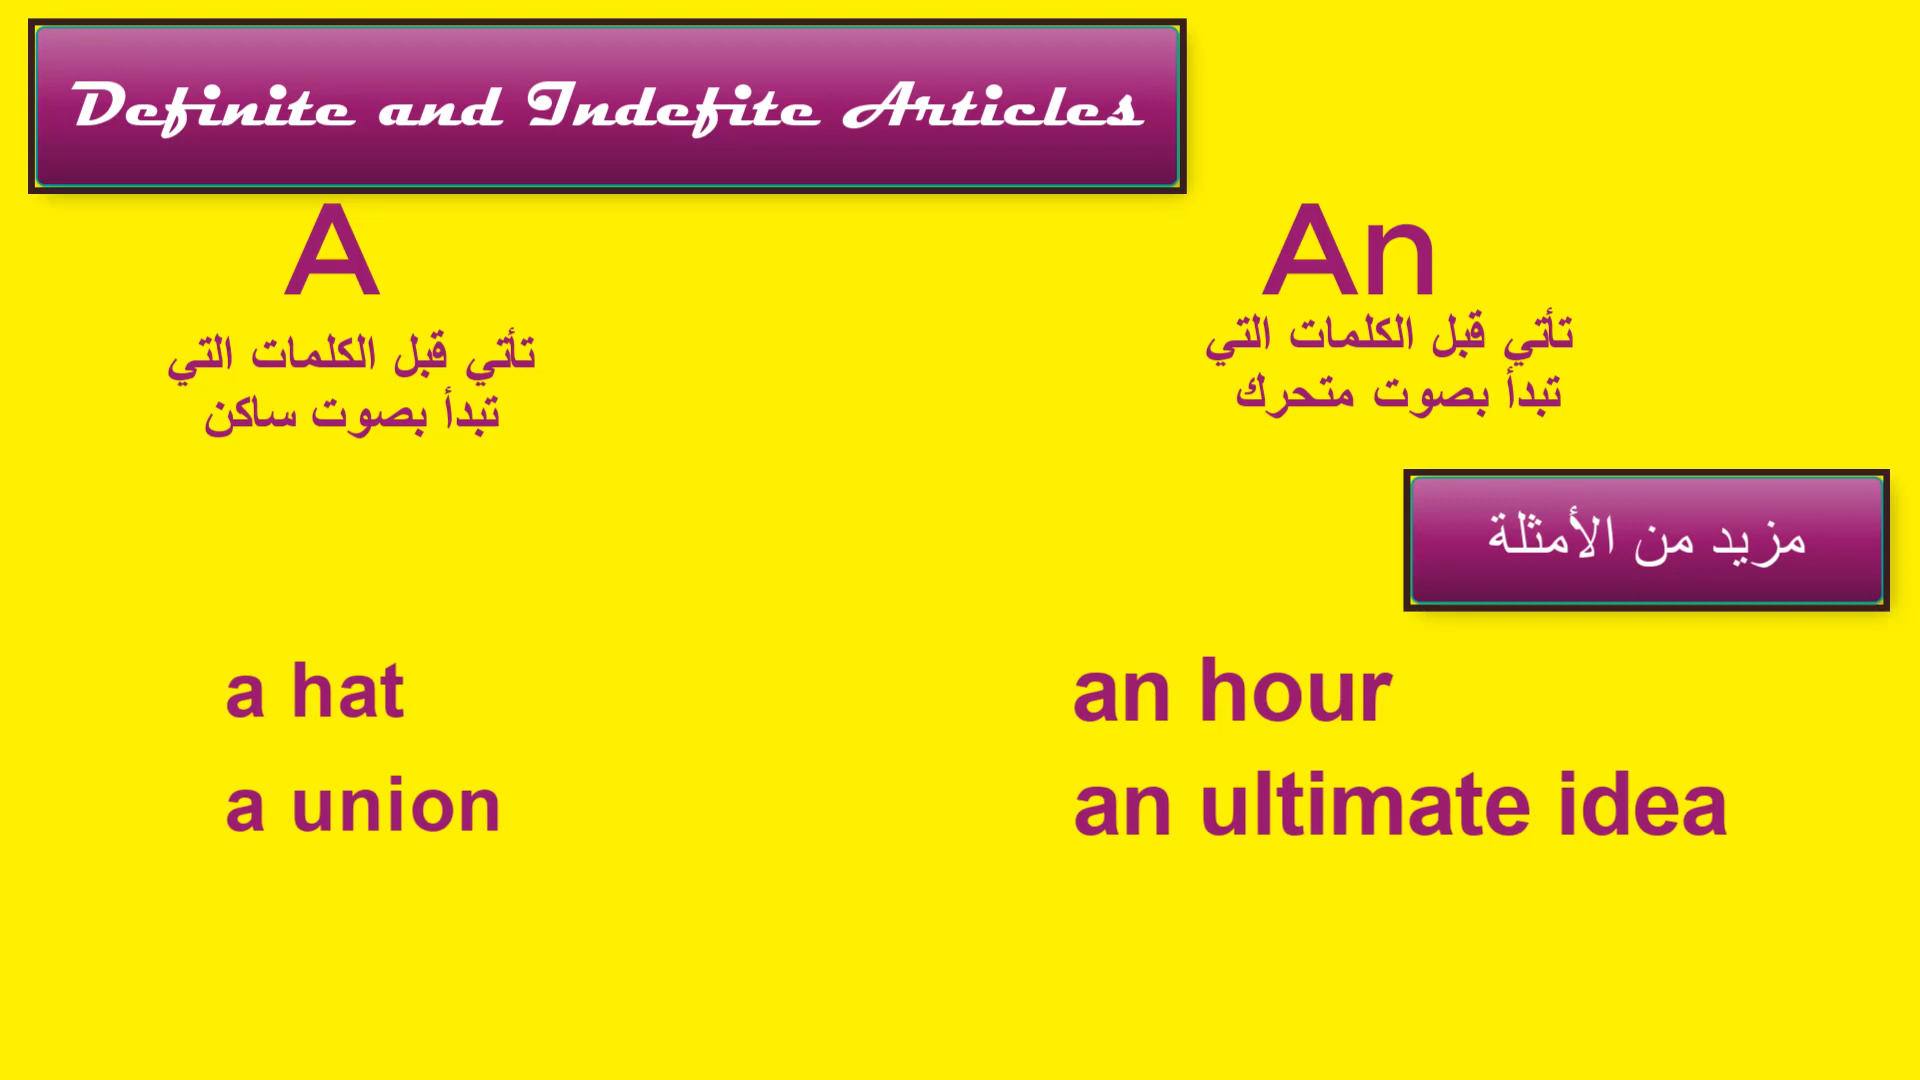 Definite and Indefite Articles
A
تأتي قبل الكلمات التي
تبدأ بصوت ساكن
An
تأتي قبل الكلمات التي
تبدأ بصوت متحرك
مزيد من الأمثلة
a hat
a union
an hour
an ultimate idea